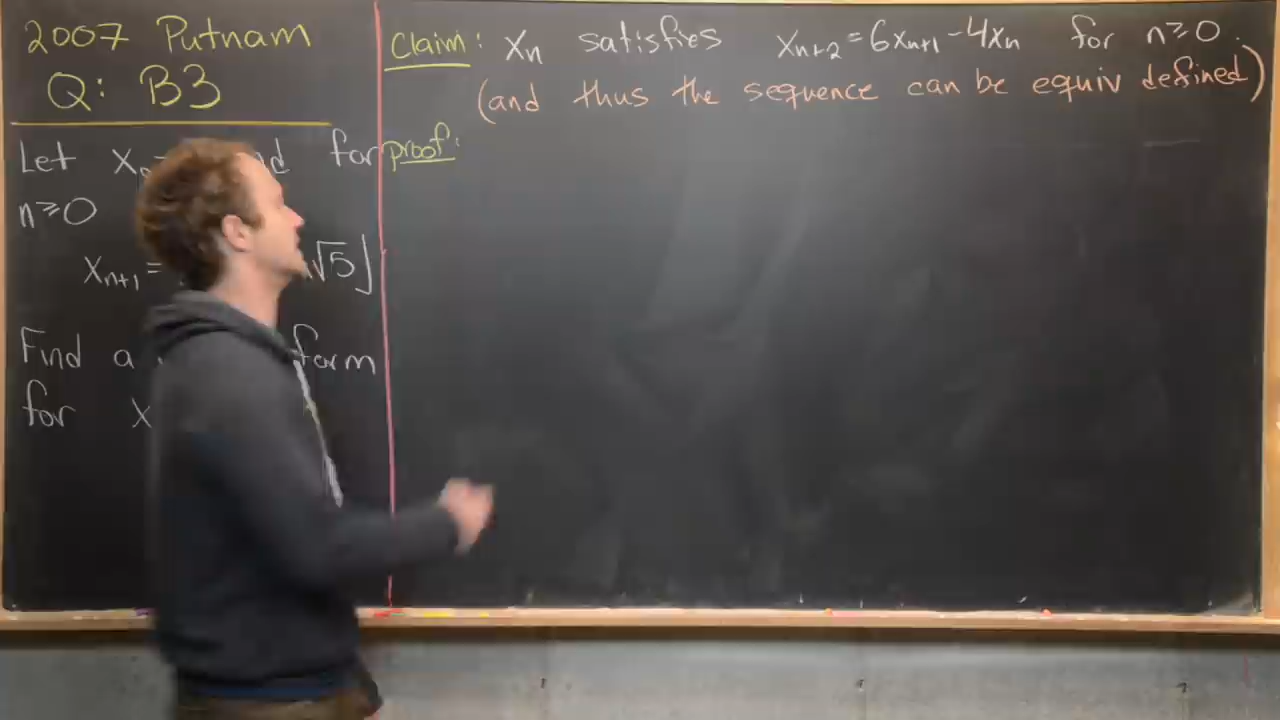 2007 Putnam
Q: B3
Let x for
n≥0
xₙ₊₁ = √5⌋
Find a form
for x
Claim: xₙ satisfies xₙ₊₂ = 6xₙ₊₁ - 4xₙ for n≥0.
(and thus the sequence can be equiv defined)
proof: